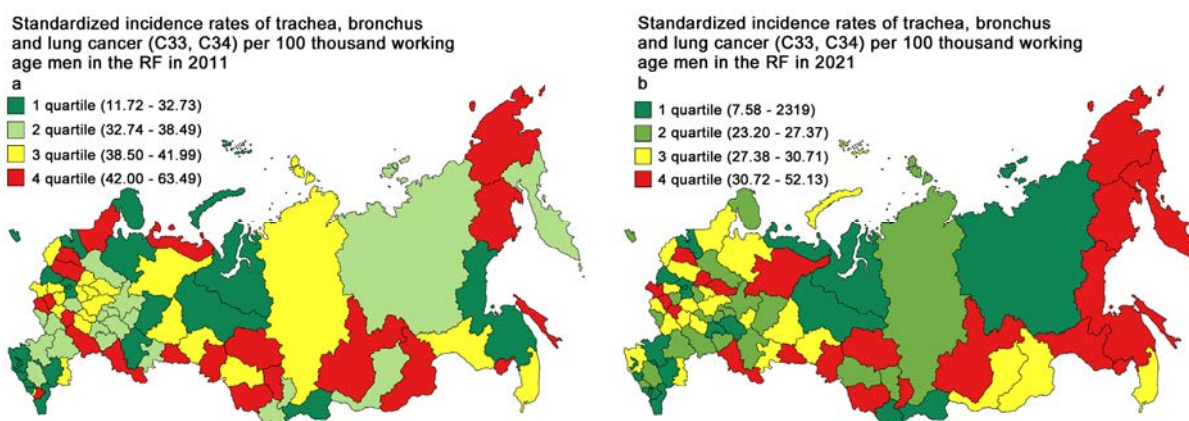 Standardized incidence rates of trachea, bronchus
and lung cancer (C33, C34) per 100 thousand working
age men in the RF in 2011
a
1 quartile (11.72 - 32.73)
2 quartile (32.74 - 38.49)
3 quartile (38.50 - 41.99)
4 quartile (42.00 - 63.49)
Standardized incidence rates of trachea, bronchus
and lung cancer (C33, C34) per 100 thousand working
age men in the RF in 2021
b
1 quartile (7.58 - 2319)
2 quartile (23.20 - 27.37)
3 quartile (27.38 - 30.71)
4 quartile (30.72 - 52.13)